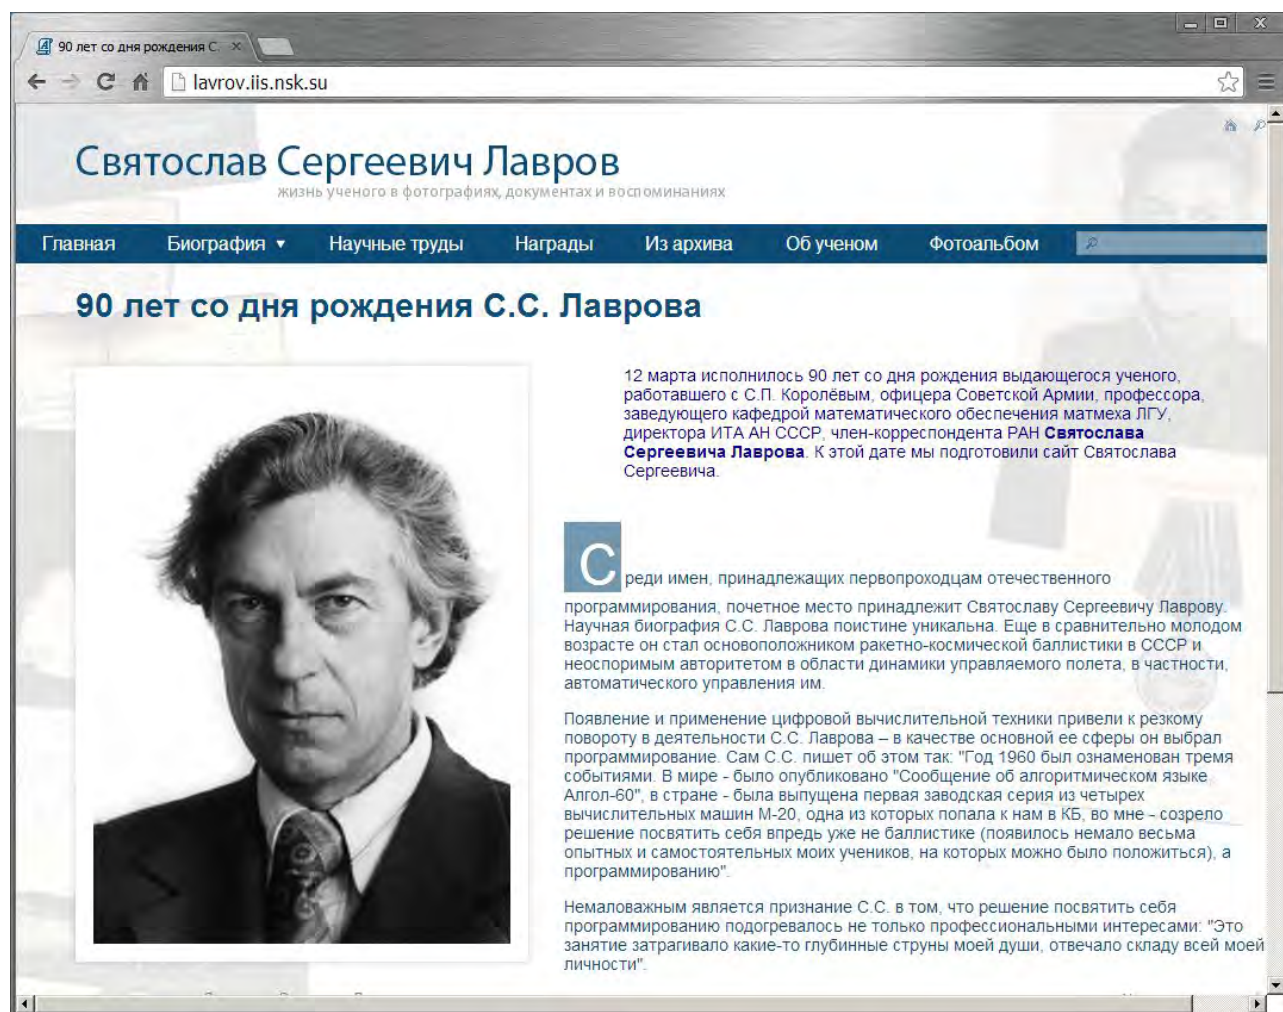 90 лет со дня рождения С.
lavrov.iis.nsk.su
Святослав Сергеевич Лавров
жизнь ученого в фотографиях, документах и воспоминаниях
Главная Биография Научные труды Награды Из архива Об ученом Фотоальбом
90 лет со дня рождения С.С. Лаврова
12 марта исполнилось 90 лет со дня рождения выдающегося ученого,
работавшего с С.П. Королёвым, офицера Советской Армии, профессора,
заведующего кафедрой математического обеспечения матмеха ЛГУ,
директора ИТА АН СССР, член-корреспондента РАН Святослава
Сергеевича Лаврова. К этой дате мы подготовили сайт Святослава
Сергеевича.
Среди имен, принадлежащих первопроходцам отечественного
программирования, почетное место принадлежит Святославу Сергеевичу Лаврову.
Научная биография С.С. Лаврова поистине уникальна. Еще в сравнительно молодом
возрасте он стал основоположником ракетно-космической баллистики в СССР и
неоспоримым авторитетом в области динамики управляемого полета, в частности,
автоматического управления им.
Появление и применение цифровой вычислительной техники привели к резкому
повороту в деятельности С.С. Лаврова – в качестве основной ее сферы он выбрал
программирование. Сам С.С. пишет об этом так: "Год 1960 был ознаменован тремя
событиями. В мире - было опубликовано "Сообщение об алгоритмическом языке
Алгол-60", в стране - была выпущена первая заводская серия из четырех
вычислительных машин М-20, одна из которых попала к нам в КБ, во мне - созрело
решение посвятить себя впредь уже не баллистике (появилось немало весьма
опытных и самостоятельных моих учеников, на которых можно было положиться), а
программированию".
Немаловажным является признание С.С. в том, что решение посвятить себя
программированию подогревалось не только профессиональными интересами: "Это
занятие затрагивало какие-то глубинные струны моей души, отвечало складу всей моей
личности".